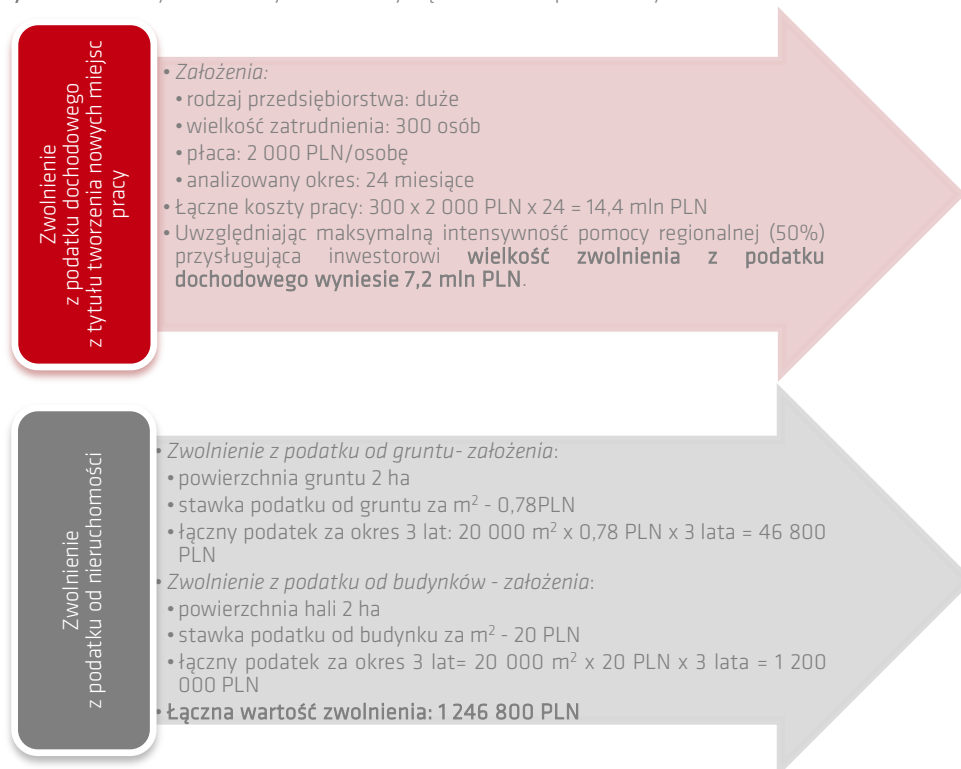 Zwolnienie
z podatku dochodowego
z tytułu tworzenia nowych miejsc
pracy
• Założenia:
• rodzaj przedsiębiorstwa: duże
• wielkość zatrudnienia: 300 osób
• płaca: 2 000 PLN/osobę
• analizowany okres: 24 miesiące
• Łączne koszty pracy: 300 x 2 000 PLN x 24 = 14,4 mln PLN
• Uwzględniając maksymalną intensywność pomocy regionalnej (50%)
przysługująca inwestorowi wielkość zwolnienia z podatku
dochodowego wyniesie 7,2 mln PLN.
Zwolnienie
z podatku od nieruchomości
• Zwolnienie z podatku od gruntu- założenia:
• powierzchnia gruntu 2 ha
• stawka podatku od gruntu za m² - 0,78PLN
• łączny podatek za okres 3 lat: 20 000 m² x 0,78 PLN x 3 lata = 46 800
PLN
• Zwolnienie z podatku od budynków - założenia:
• powierzchnia hali 2 ha
• stawka podatku od budynku za m² - 20 PLN
• łączny podatek za okres 3 lat= 20 000 m² x 20 PLN x 3 lata = 1 200
000 PLN
• Łączna wartość zwolnienia: 1 246 800 PLN